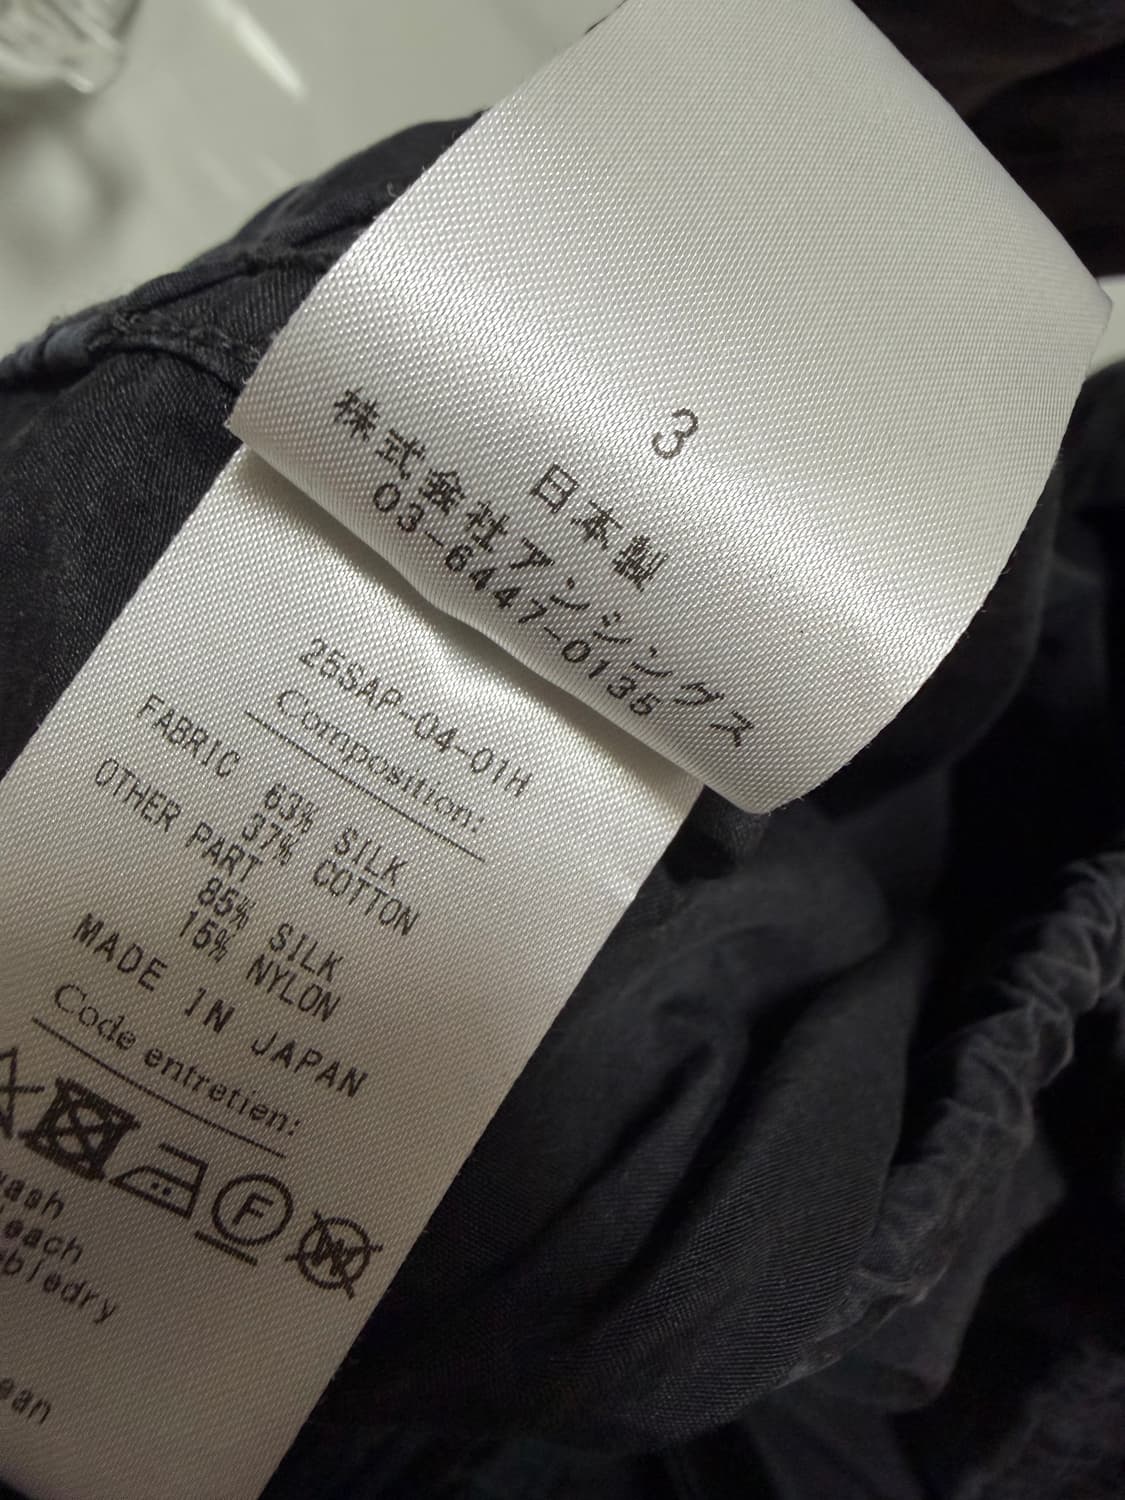 3
日本製
株式会社アンシングス
03-6447-0135
25SAP-04-01H
Composition:
FABRIC
63% SILK
37% COTTON
OTHER PART
85% SILK
15% NYLON
MADE IN JAPAN
Code entretien:
F
W